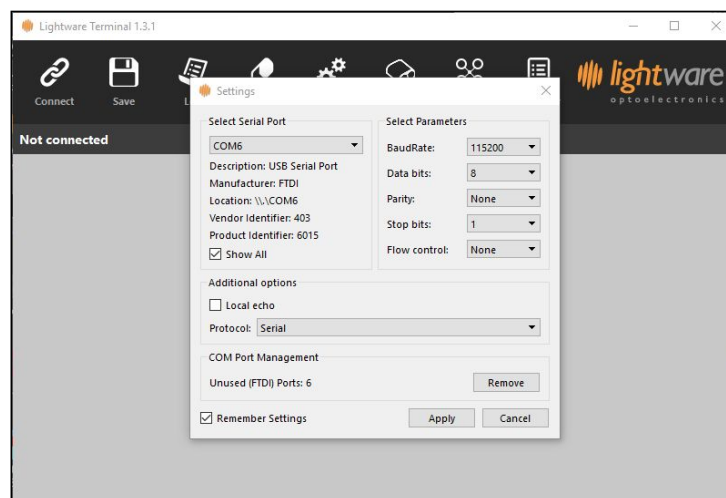 Lightware Terminal 1.3.1
Connect
Save
lightware
optoelectronics
Not connected
Settings
Select Serial Port
COM6
Description: USB Serial Port
Manufacturer: FTDI
Location: \\.\COM6
Vendor Identifier: 403
Product Identifier: 6015
Show All
Select Parameters
BaudRate: 115200
Data bits: 8
Parity: None
Stop bits: 1
Flow control: None
Additional options
Local echo
Protocol: Serial
COM Port Management
Unused (FTDI) Ports: 6
Remove
Remember Settings
Apply
Cancel